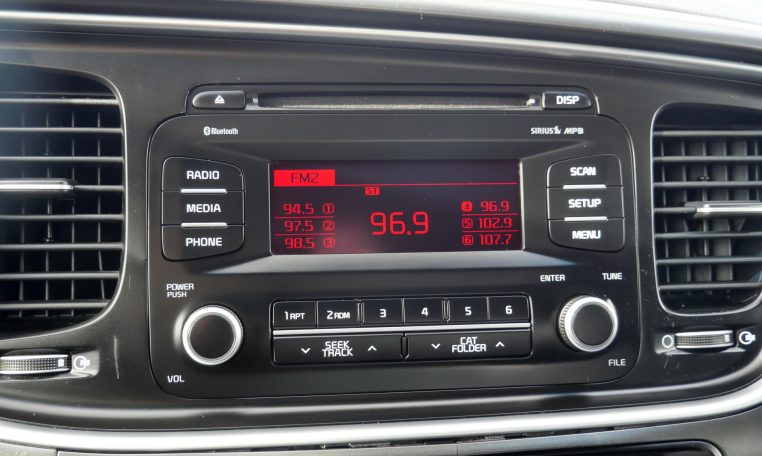 DISP
Bluetooth
SIRIUS MP3
RADIO
MEDIA
PHONE
FM2
ST
94.5 1
97.5 2
98.5 3
96.9
4 96.9
5 102.9
6 107.7
SCAN
SETUP
MENU
POWER
PUSH
VOL
1 RPT
2 RDM
3
4
5
6
SEEK
TRACK
CAT
FOLDER
ENTER
TUNE
FILE